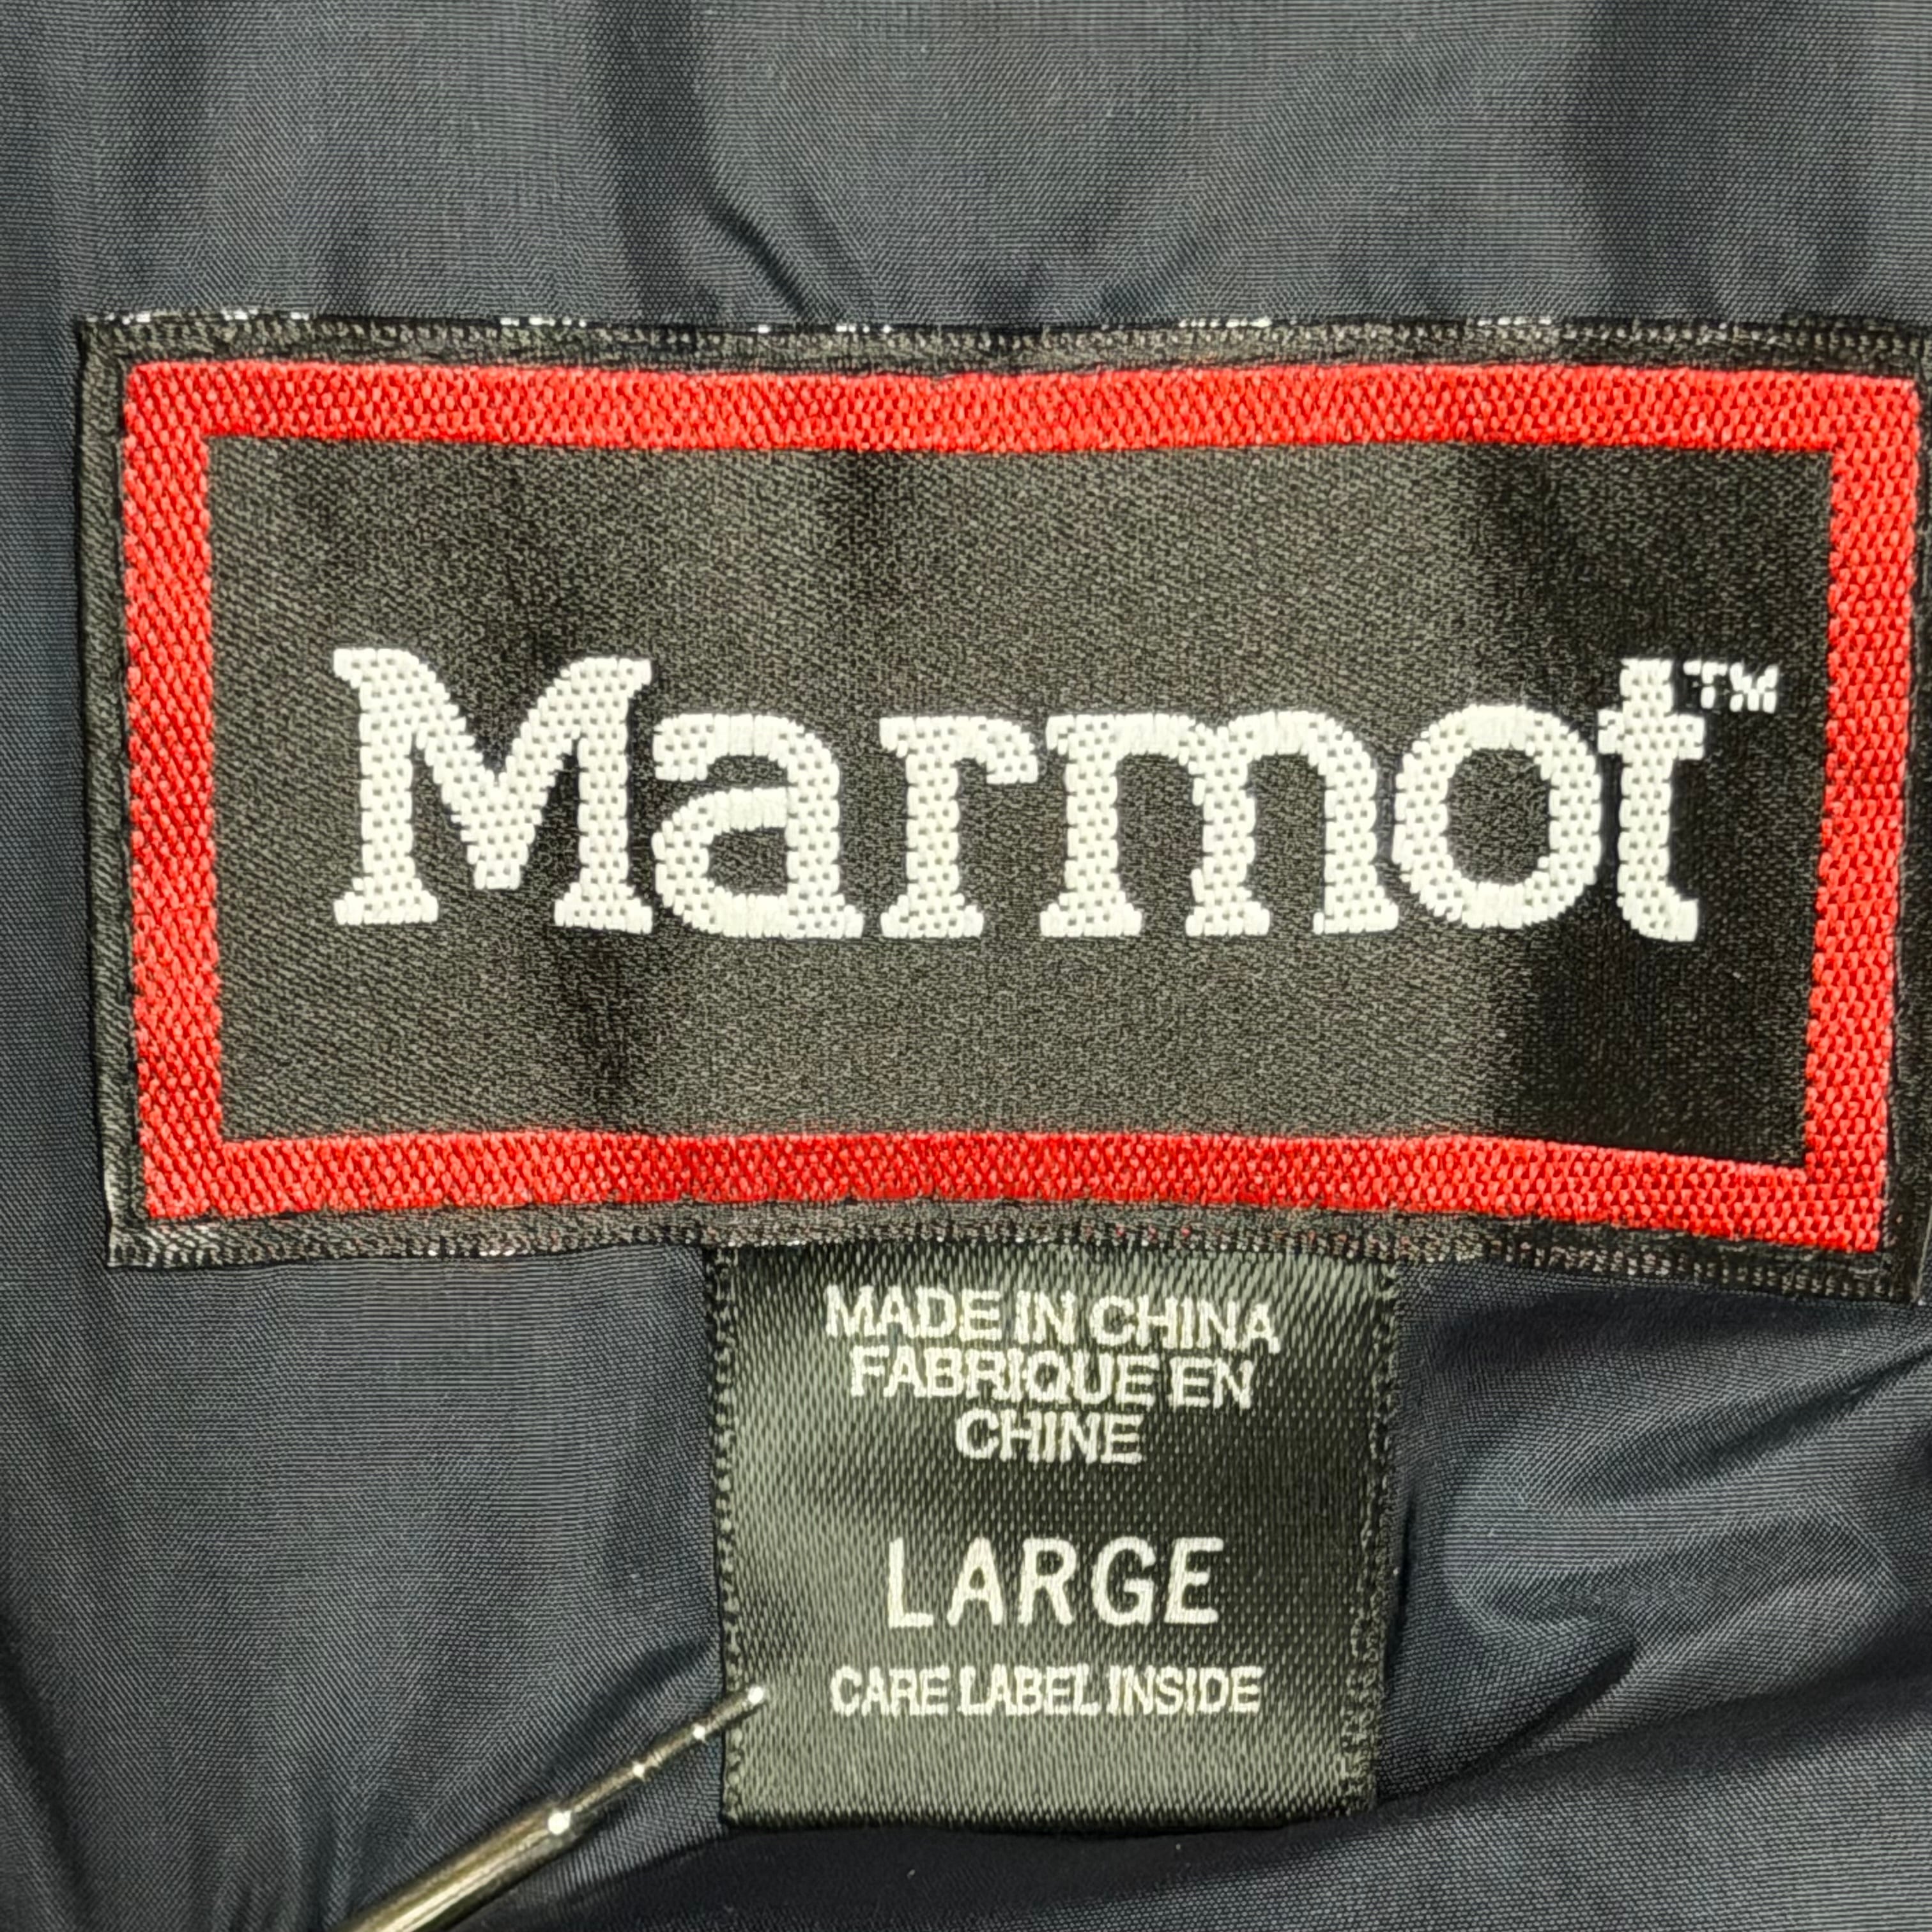 Marmot™
MADE IN CHINA
FABRIQUE EN
CHINE
LARGE
CARE LABEL INSIDE